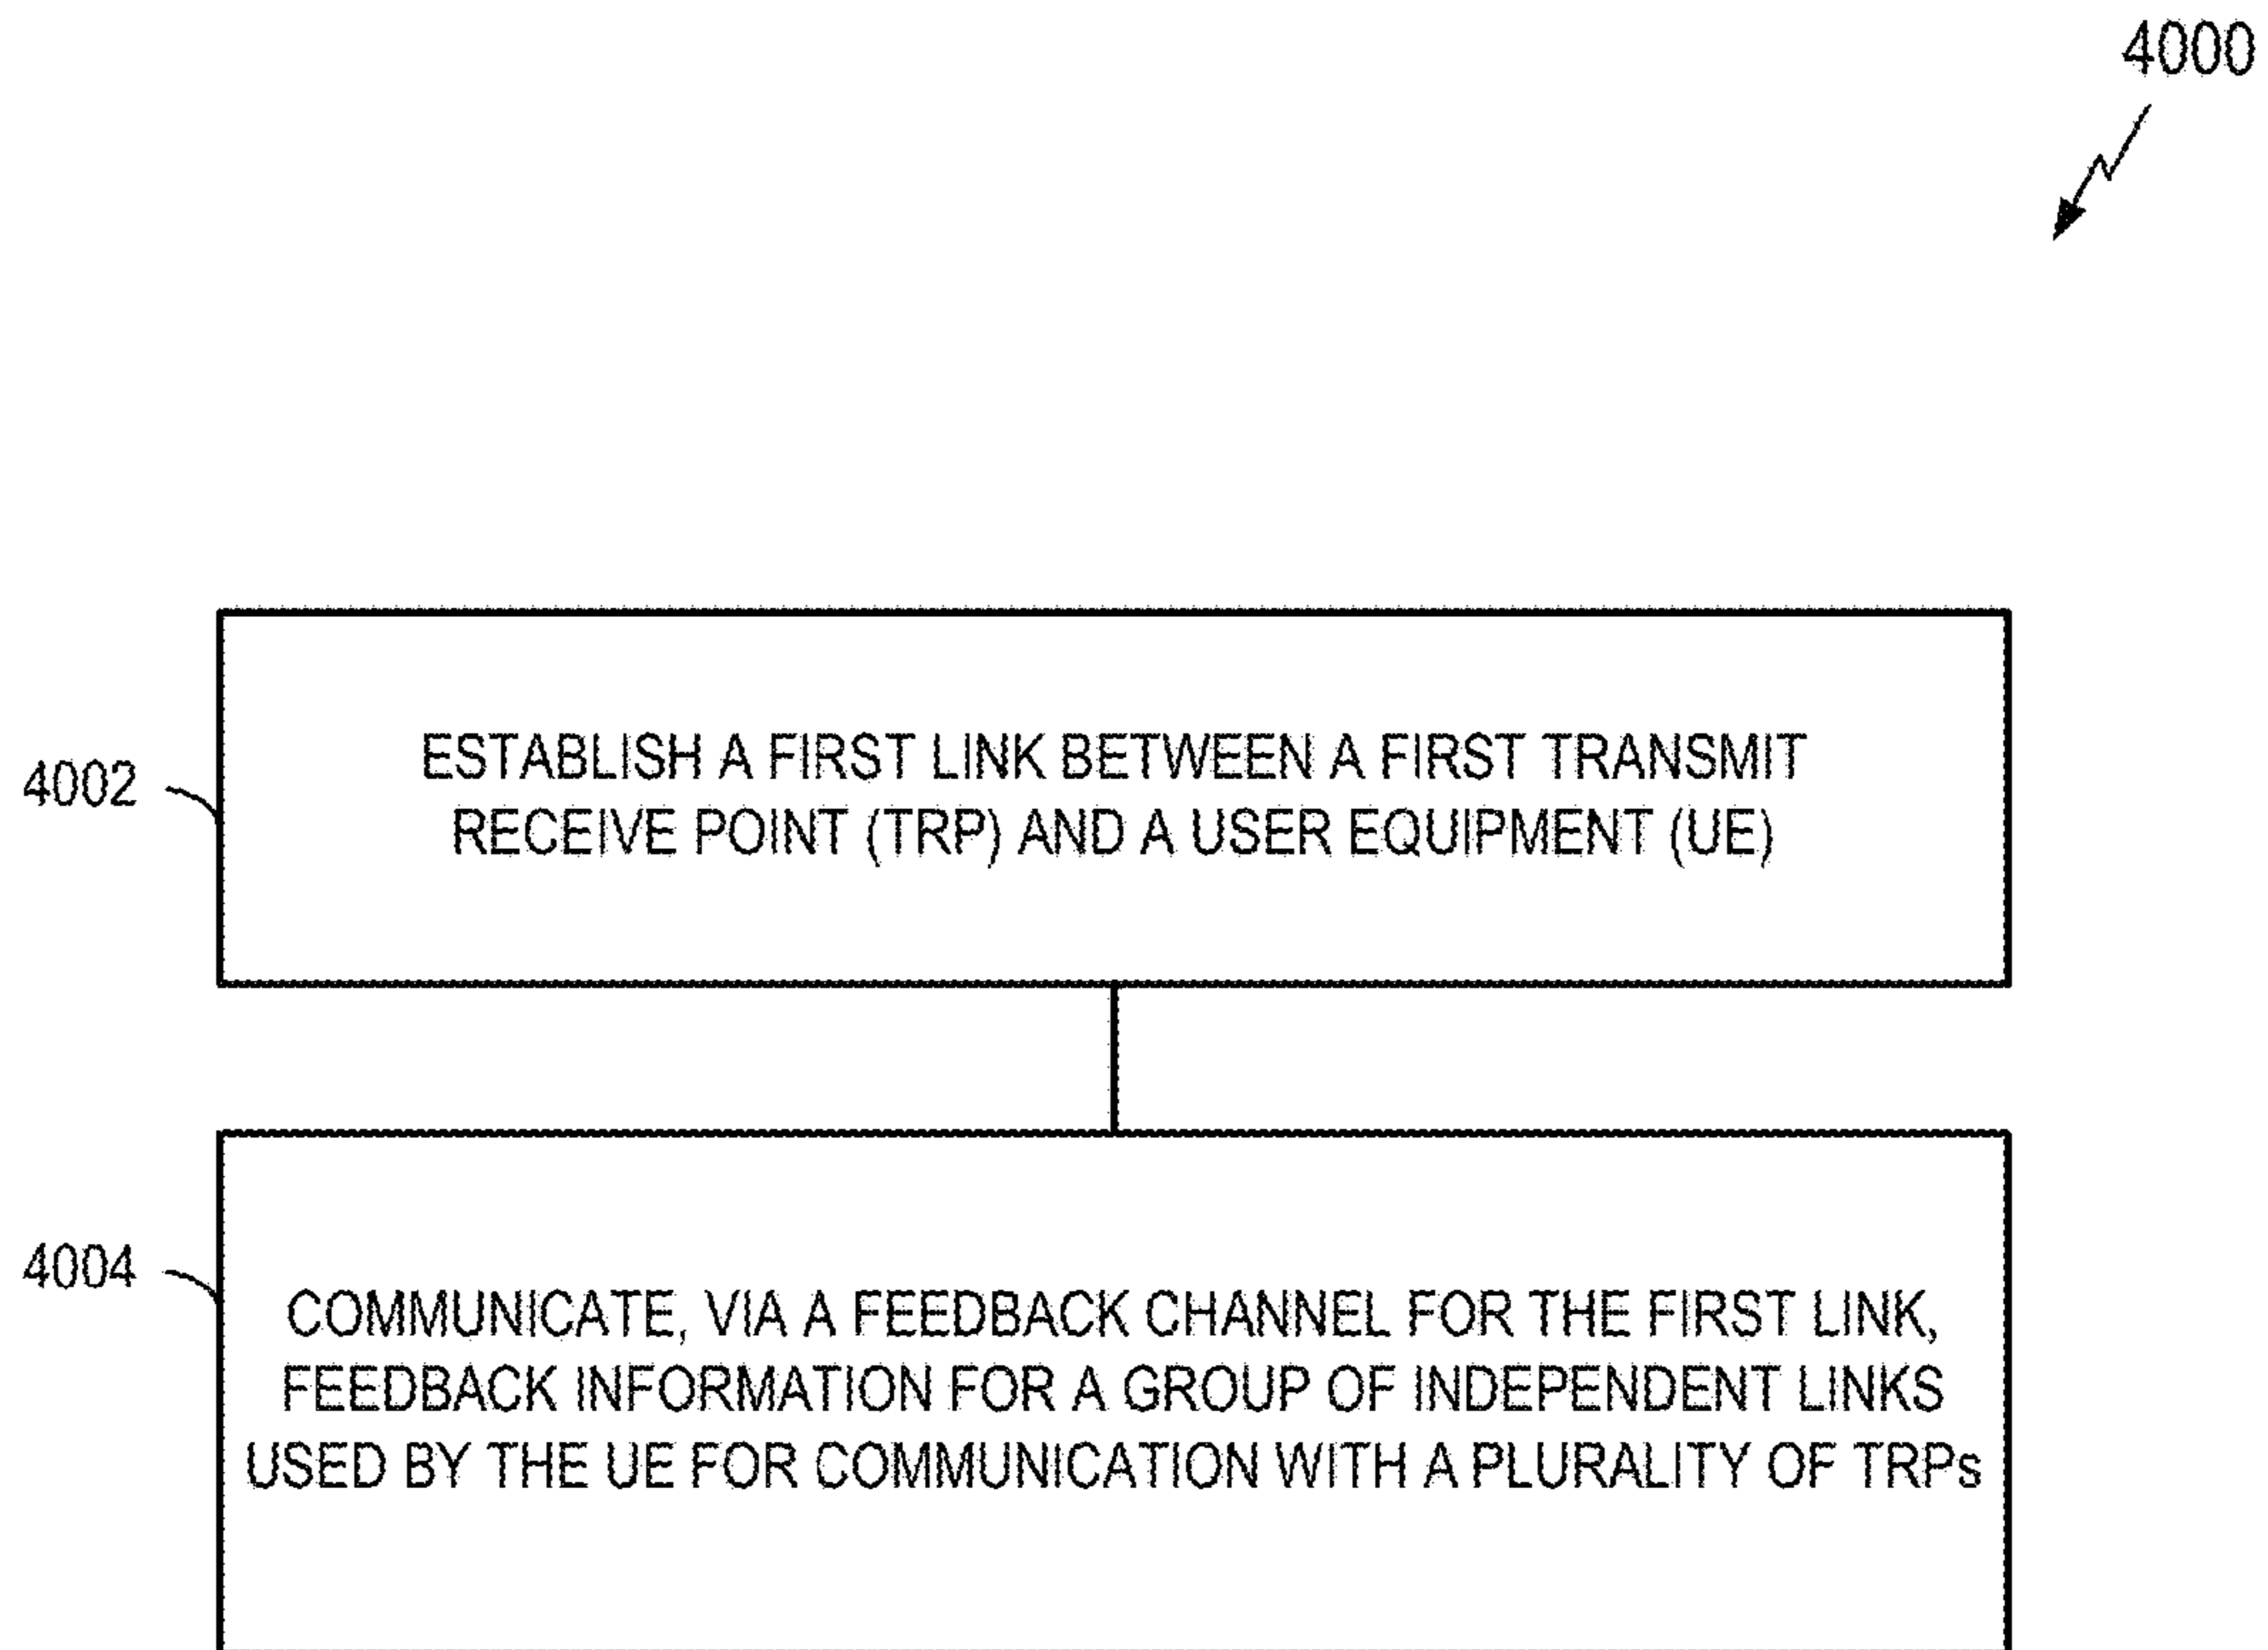 4000
4002
ESTABLISH A FIRST LINK BETWEEN A FIRST TRANSMIT
RECEIVE POINT (TRP) AND A USER EQUIPMENT (UE)
4004
COMMUNICATE, VIA A FEEDBACK CHANNEL FOR THE FIRST LINK,
FEEDBACK INFORMATION FOR A GROUP OF INDEPENDENT LINKS
USED BY THE UE FOR COMMUNICATION WITH A PLURALITY OF TRPs